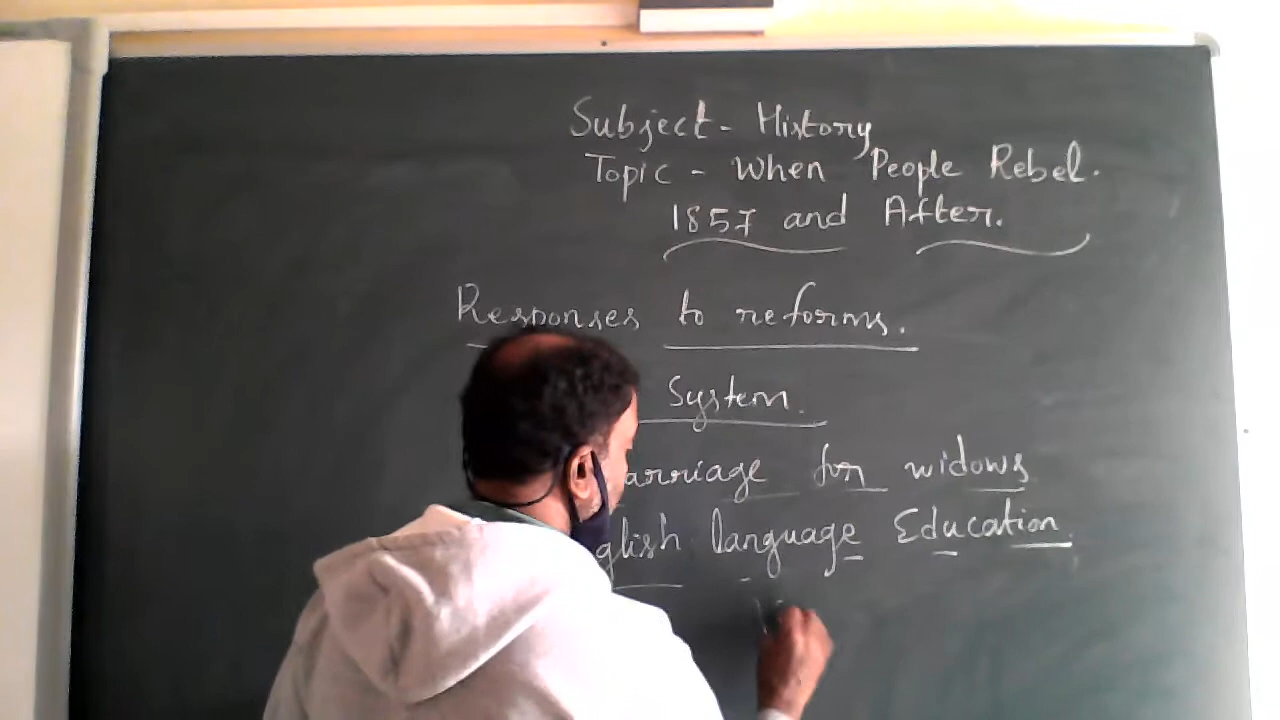 Subject - History
Topic - When People Rebel.
1857 and After.
Responses to reforms.
System.
arriage for widows
glish language Education.